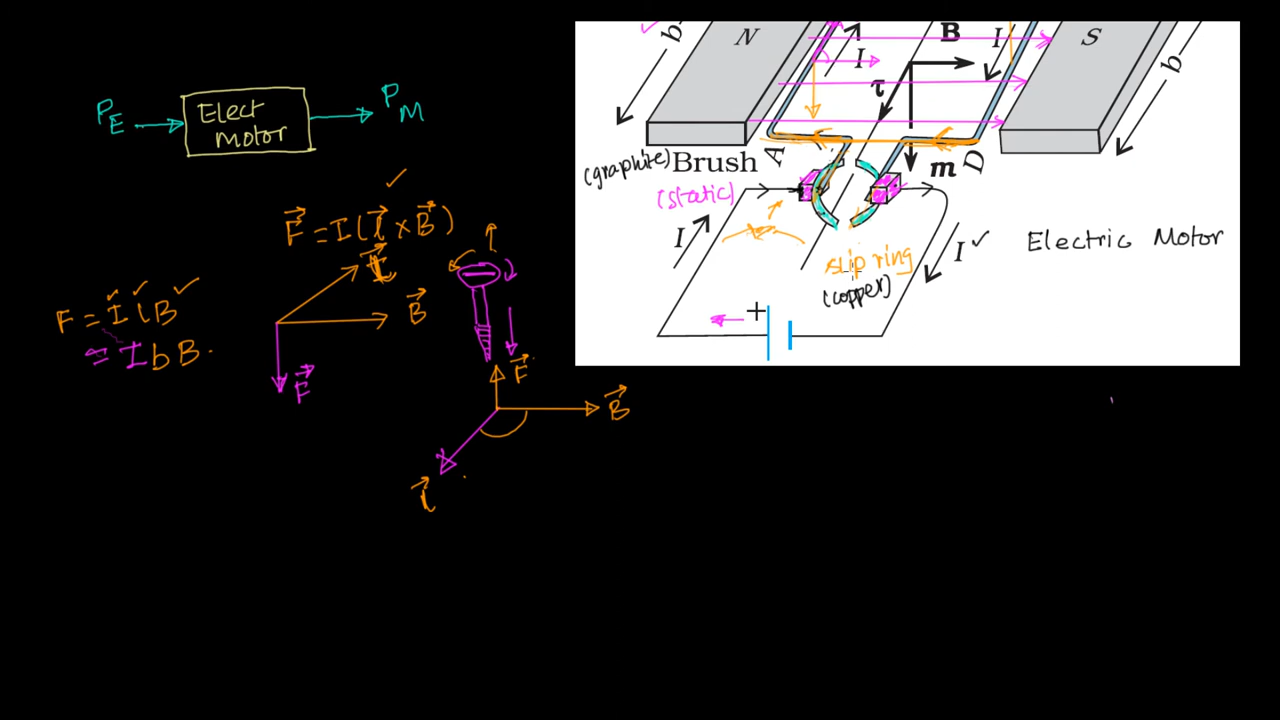 P_E → Elect motor → P_M
F⃗ = I(l⃗ × B⃗)
l⃗
B⃗
F⃗
F = I l B
= I b B.
F⃗
B⃗
l⃗
N
S
b
b
I
B
I
τ
A
m
D
(graphite) Brush
(static)
I
I
slip ring
(copper)
+
Electric Motor